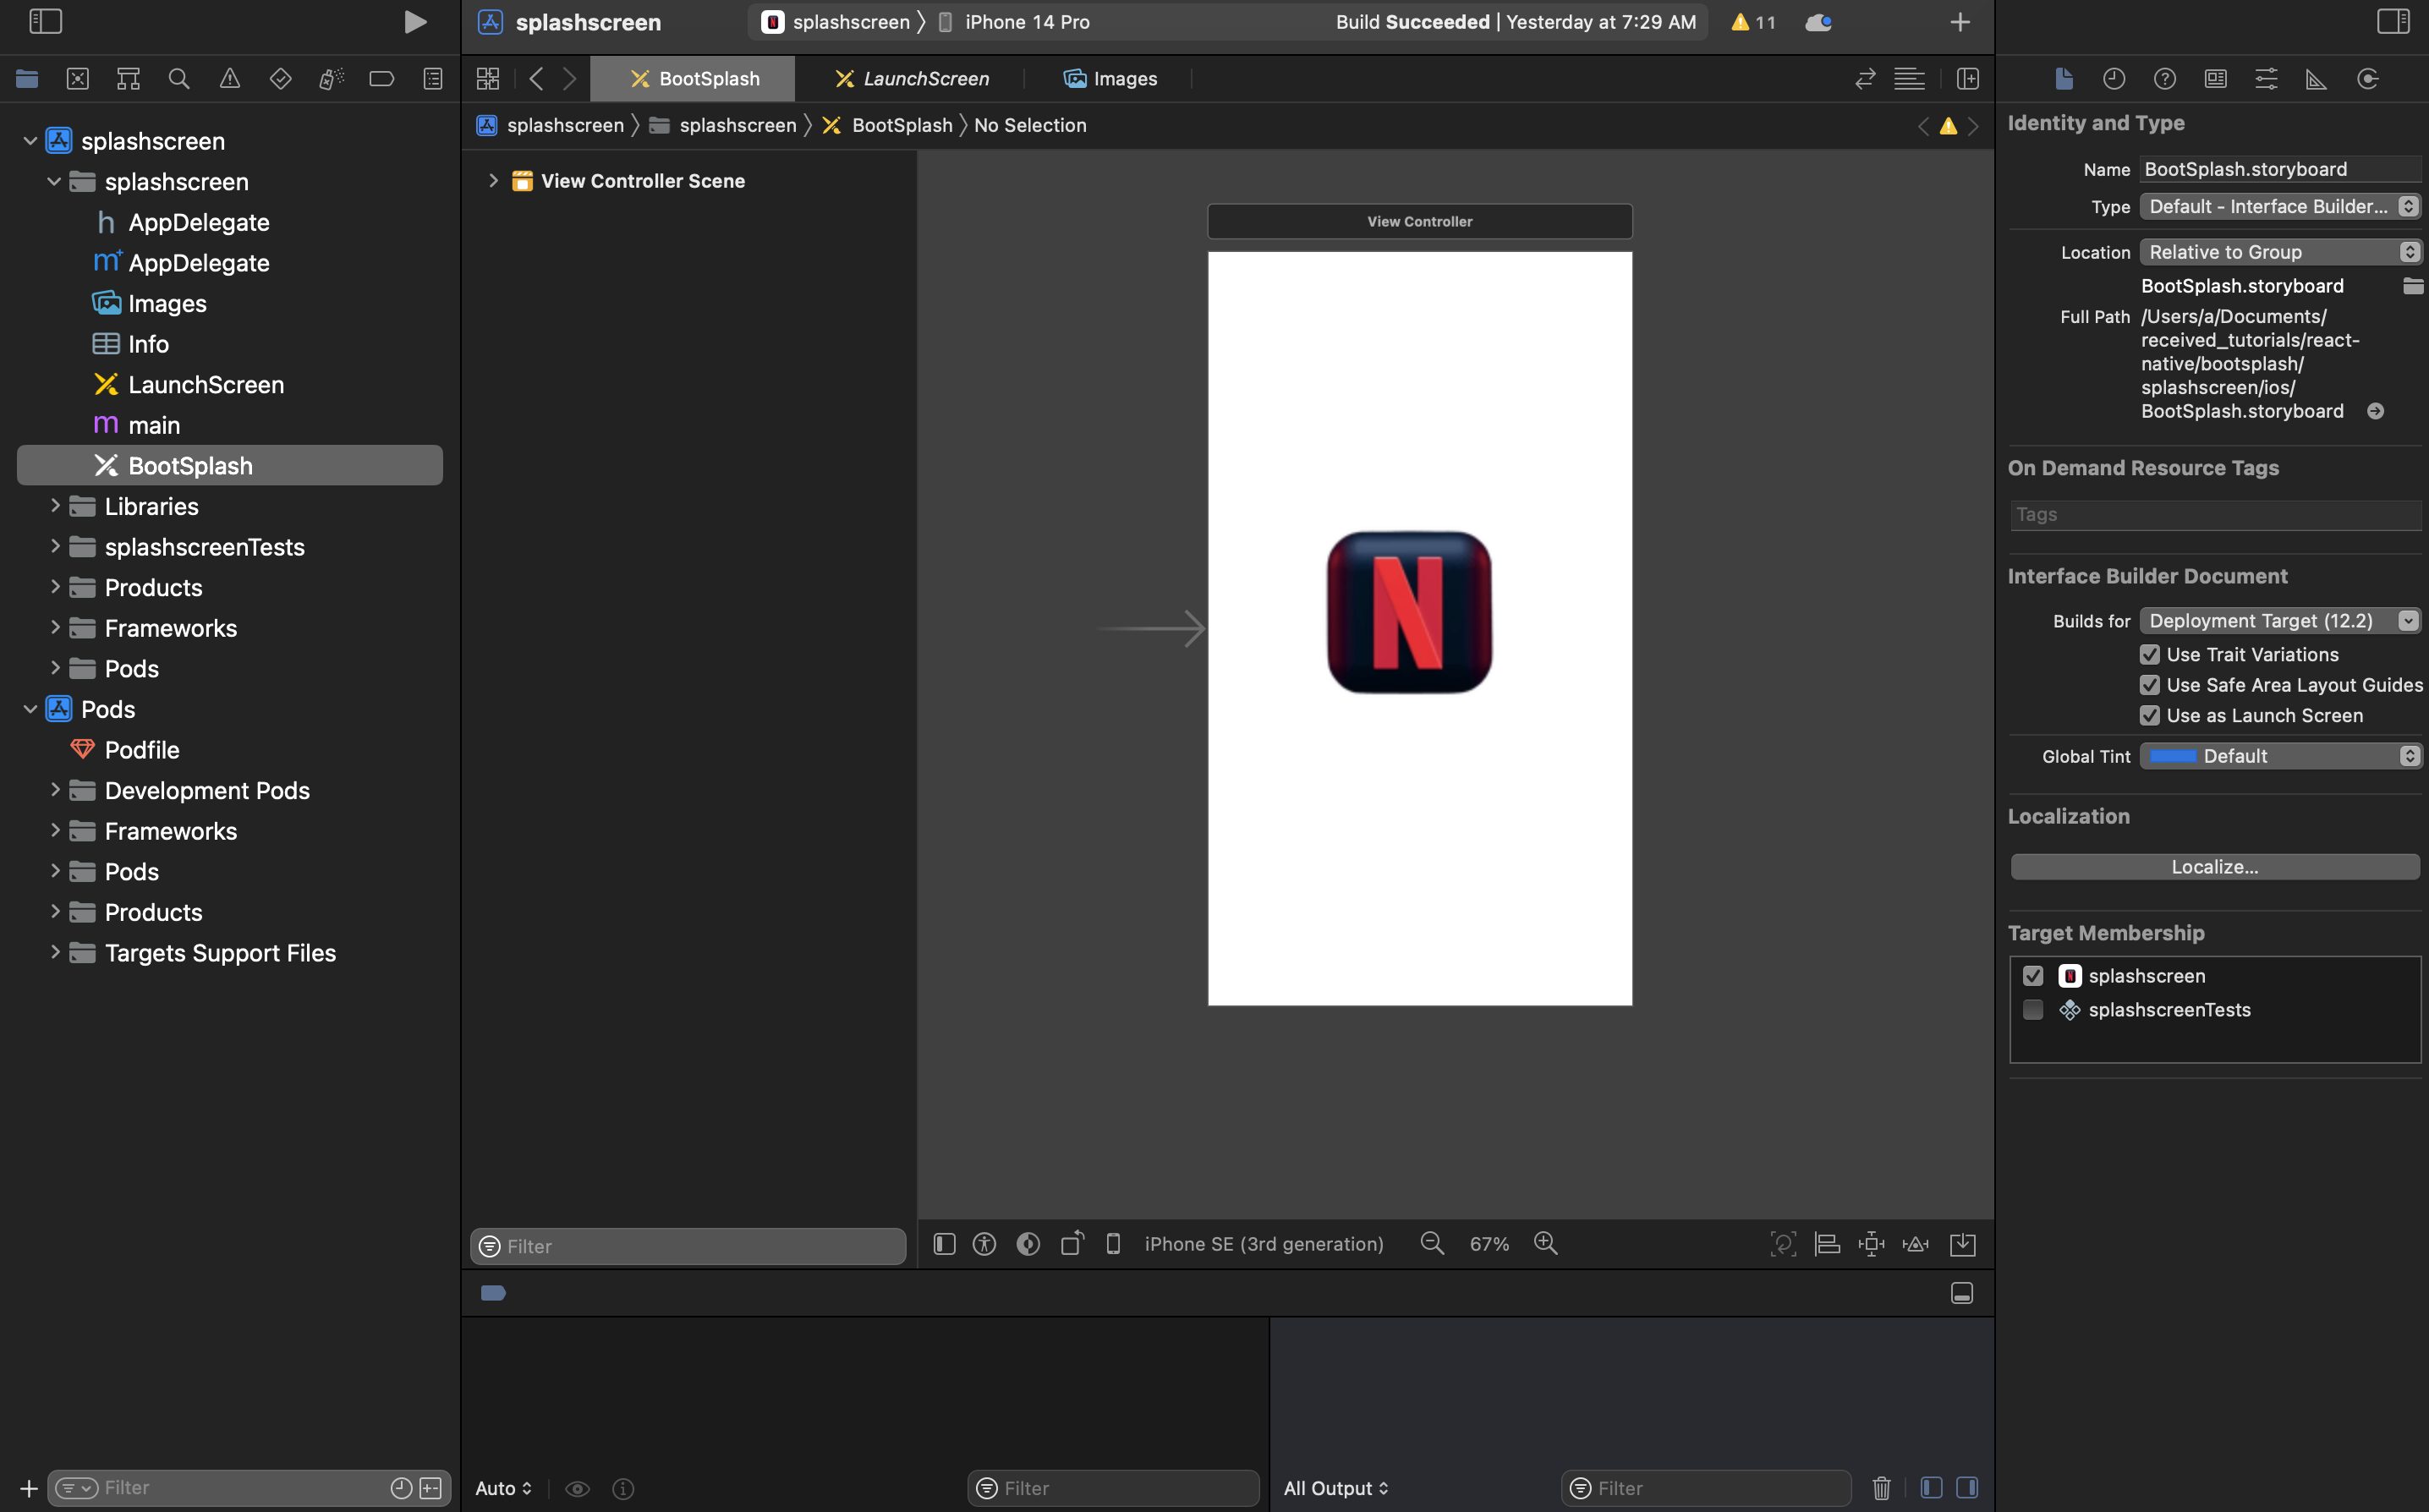 splashscreen
splashscreen
iPhone 14 Pro
Build Succeeded | Yesterday at 7:29 AM
11
BootSplash
LaunchScreen
Images
splashscreen
splashscreen
BootSplash
No Selection
splashscreen
splashscreen
h AppDelegate
m+ AppDelegate
Images
Info
LaunchScreen
m main
BootSplash
Libraries
splashscreenTests
Products
Frameworks
Pods
Pods
Podfile
Development Pods
Frameworks
Pods
Products
Targets Support Files
Filter
View Controller Scene
Filter
View Controller
N
iPhone SE (3rd generation)
67%
Auto
Filter
All Output
Filter
Identity and Type
Name BootSplash.storyboard
Type Default - Interface Builder...
Location Relative to Group
BootSplash.storyboard
Full Path /Users/a/Documents/
received_tutorials/react-
native/bootsplash/
splashscreen/ios/
BootSplash.storyboard
On Demand Resource Tags
Tags
Interface Builder Document
Builds for Deployment Target (12.2)
Use Trait Variations
Use Safe Area Layout Guides
Use as Launch Screen
Global Tint Default
Localization
Localize...
Target Membership
splashscreen
splashscreenTests